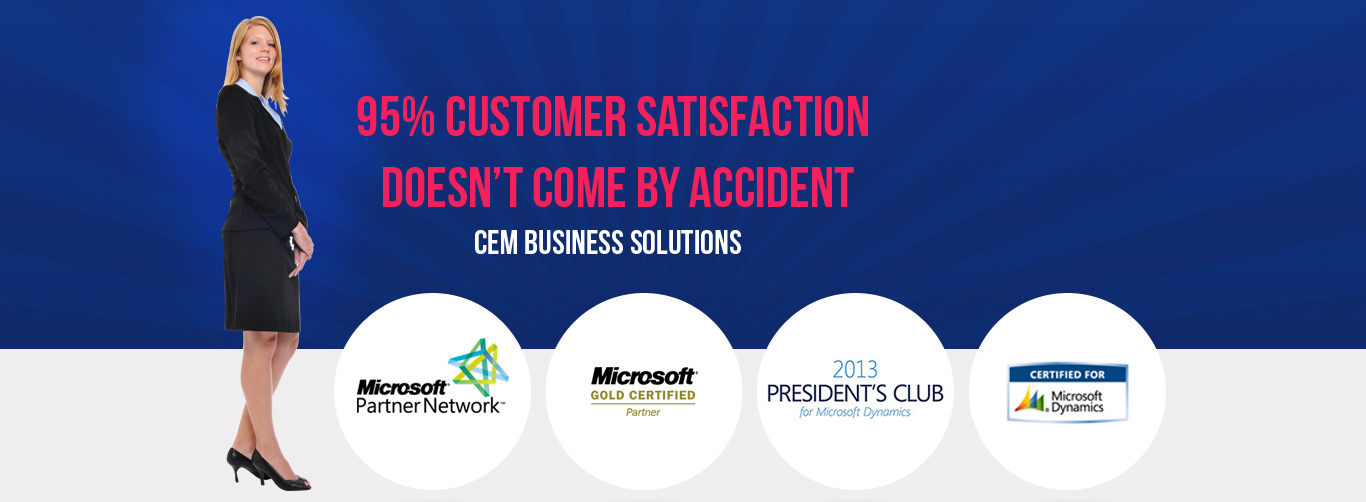 95% CUSTOMER SATISFACTION
DOESN'T COME BY ACCIDENT
CEM BUSINESS SOLUTIONS
Microsoft®
Partner Network™
Microsoft®
GOLD CERTIFIED
Partner
2013
PRESIDENT'S CLUB
for Microsoft Dynamics
CERTIFIED FOR
Microsoft®
Dynamics